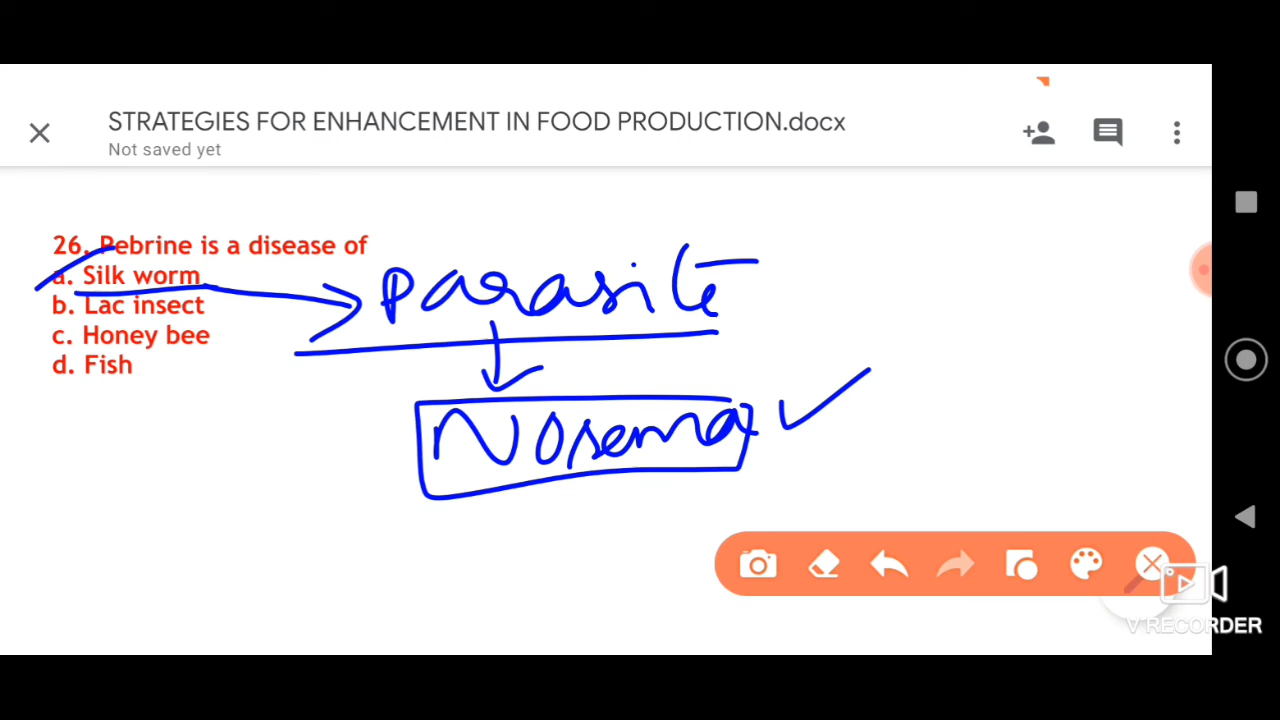 STRATEGIES FOR ENHANCEMENT IN FOOD PRODUCTION.docx
Not saved yet
26. Pebrine is a disease of
a. Silk worm
b. Lac insect
c. Honey bee
d. Fish
Parasite
Nosema
V RECORDER